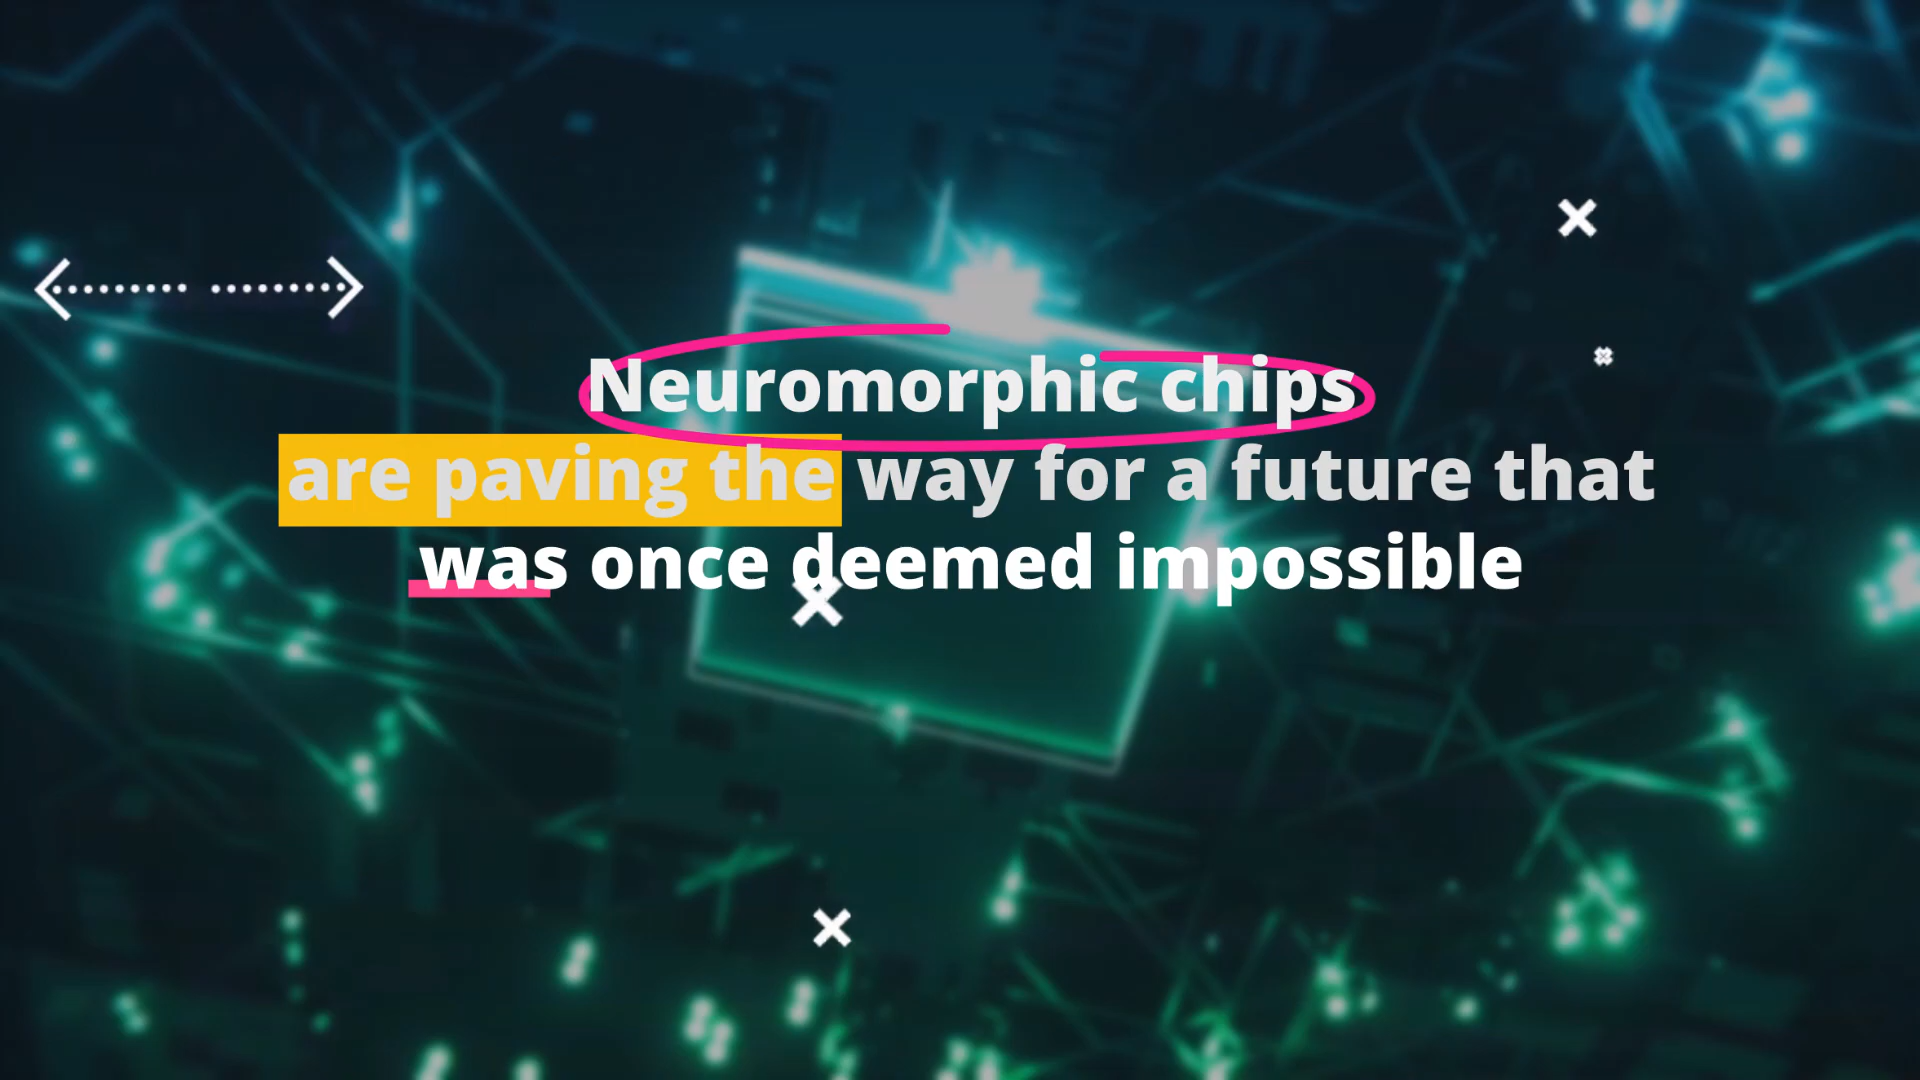 Neuromorphic chips
are paving the way for a future that
was once deemed impossible